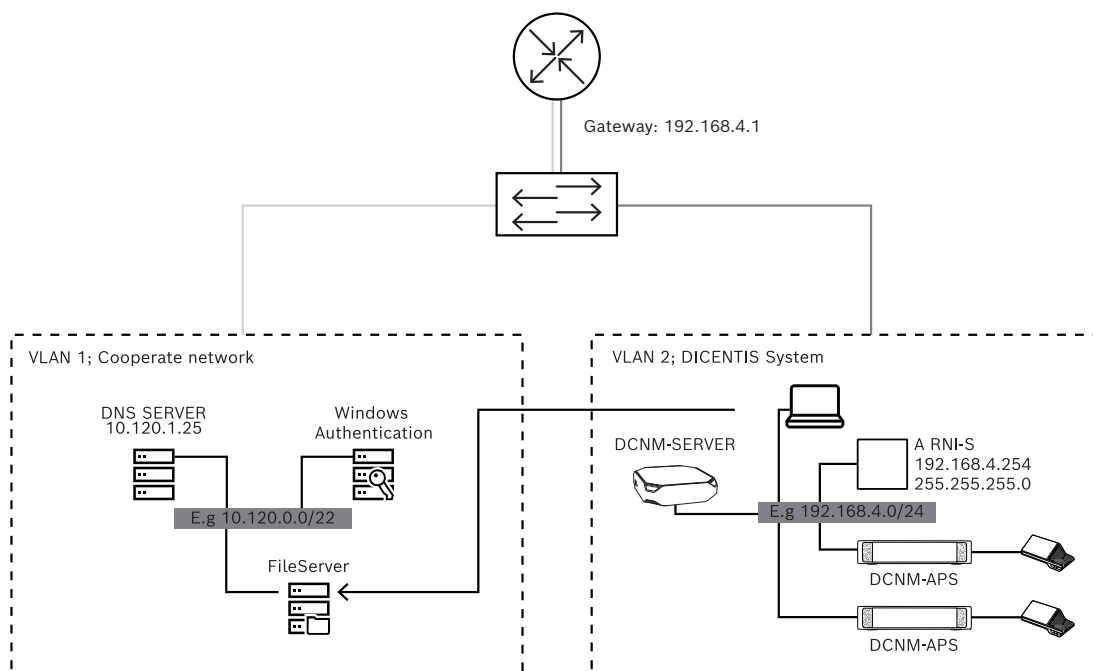 Gateway: 192.168.4.1
VLAN 1; Cooperate network
DNS SERVER
10.120.1.25
Windows
Authentication
E.g 10.120.0.0/22
FileServer
VLAN 2; DICENTIS System
DCNM-SERVER
A RNI-S
192.168.4.254
255.255.255.0
E.g 192.168.4.0/24
DCNM-APS
DCNM-APS